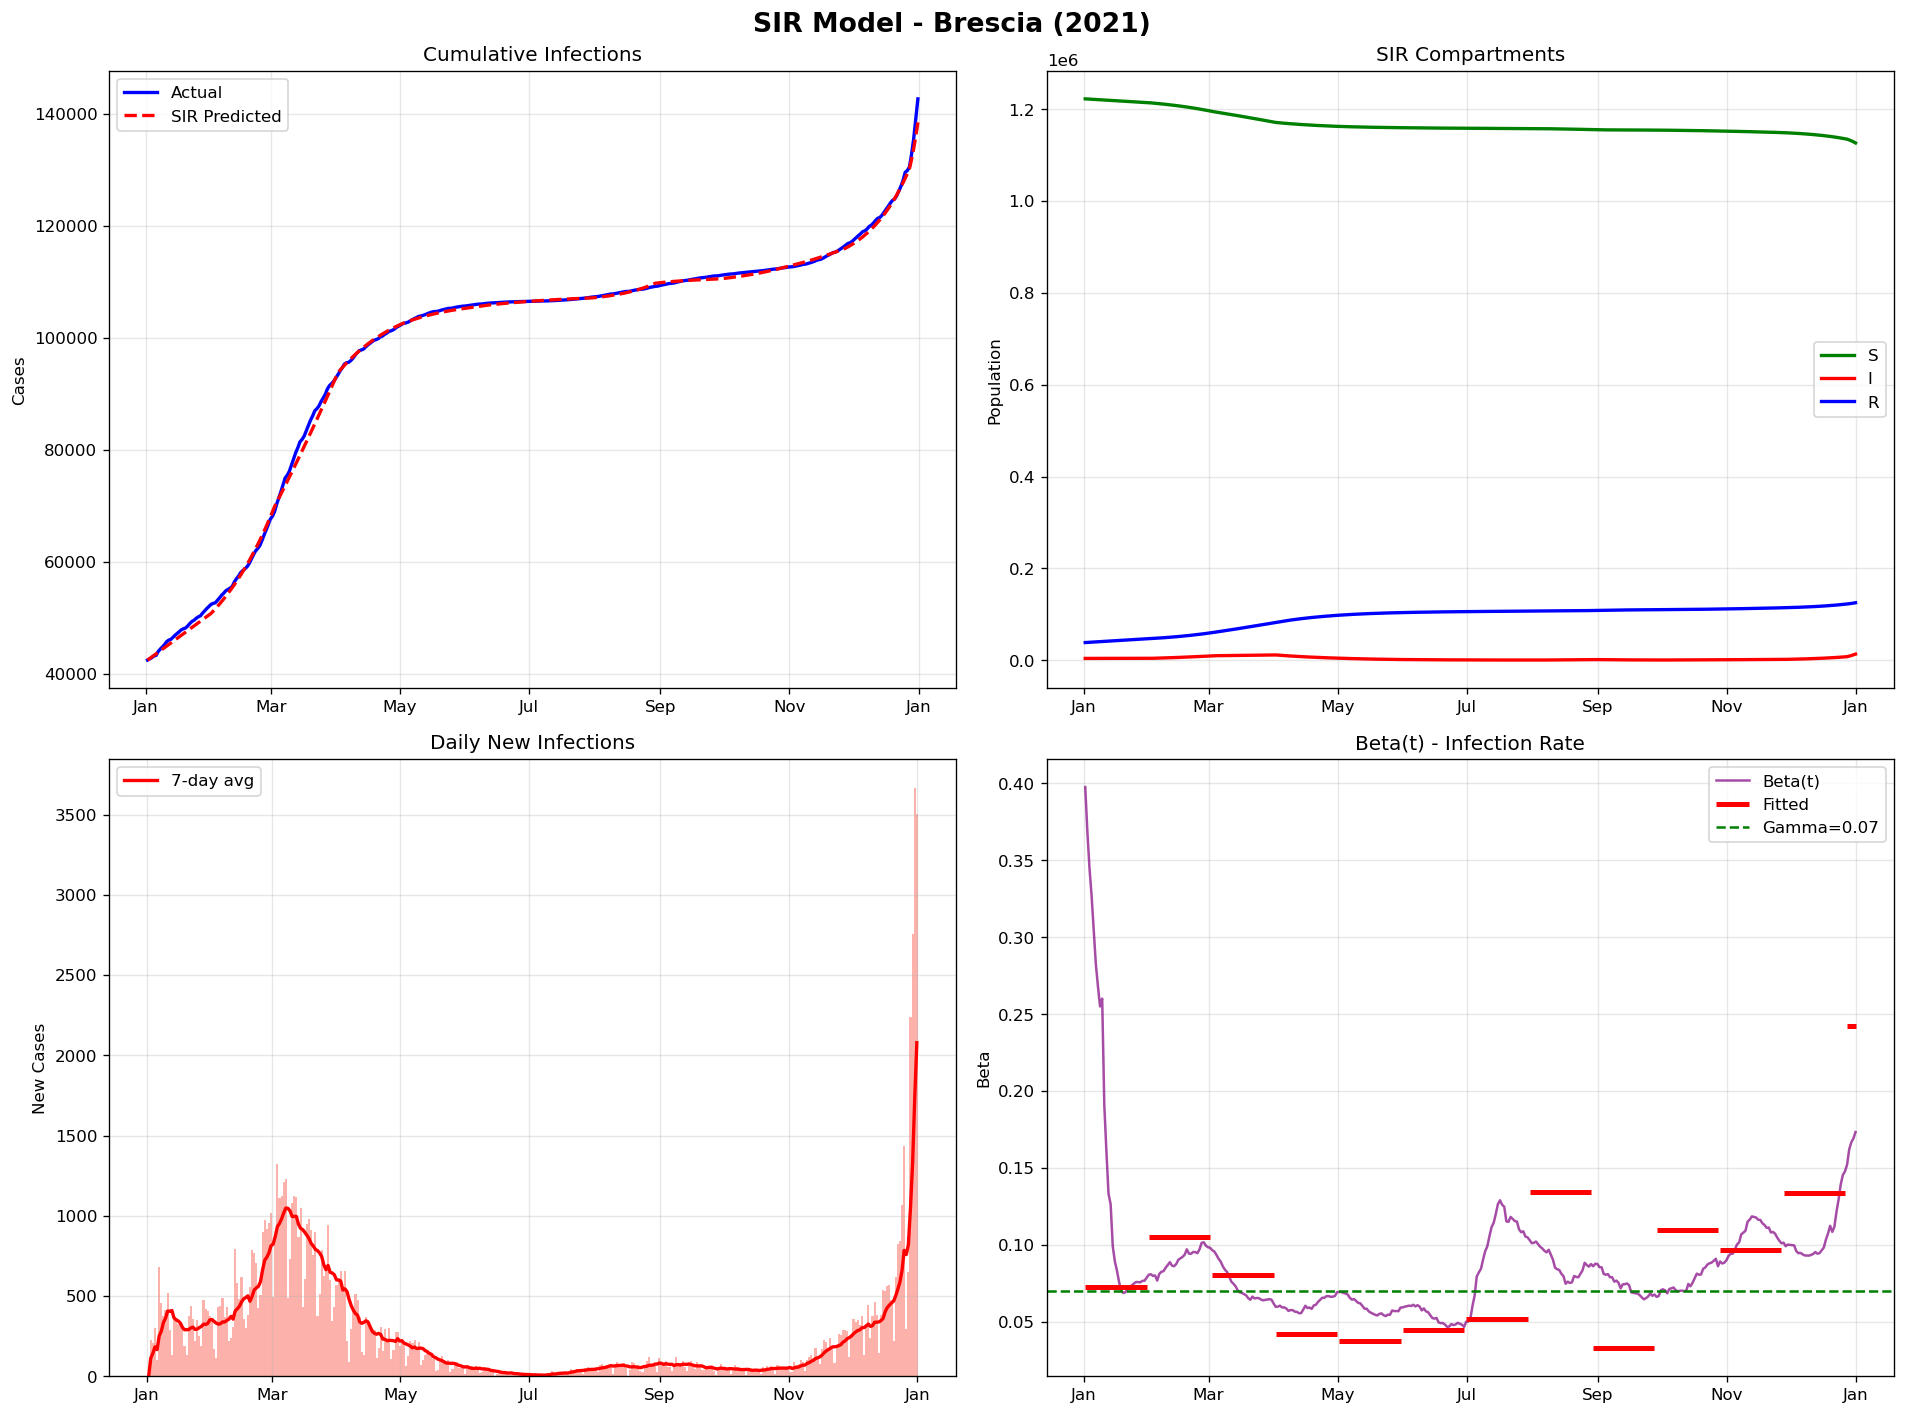 SIR Model - Brescia (2021)
Cumulative Infections
Actual
SIR Predicted
140000
120000
100000
80000
60000
40000
Cases
Jan Mar May Jul Sep Nov Jan
SIR Compartments
1e6
1.2
1.0
0.8
0.6
0.4
0.2
0.0
Population
S
I
R
Jan Mar May Jul Sep Nov Jan
Daily New Infections
7-day avg
3500
3000
2500
2000
1500
1000
500
0
New Cases
Jan Mar May Jul Sep Nov Jan
Beta(t) - Infection Rate
Beta(t)
Fitted
Gamma=0.07
0.40
0.35
0.30
0.25
0.20
0.15
0.10
0.05
Beta
Jan Mar May Jul Sep Nov Jan